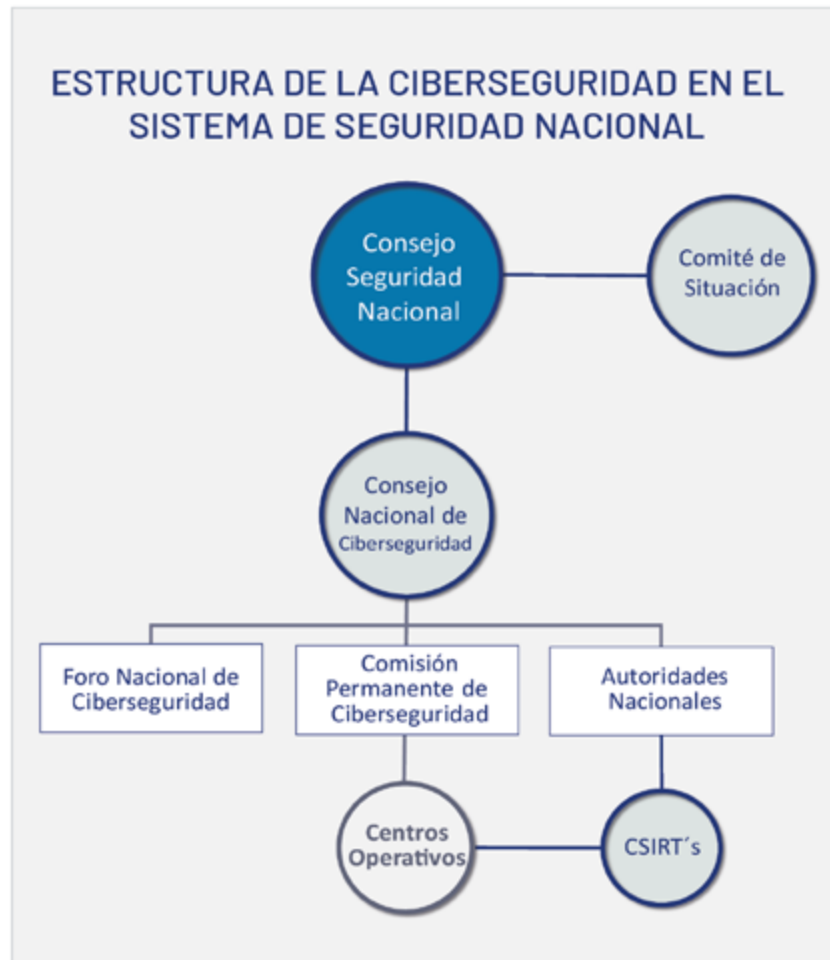 ESTRUCTURA DE LA CIBERSEGURIDAD EN EL
SISTEMA DE SEGURIDAD NACIONAL
Consejo
Seguridad
Nacional
Comité de
Situación
Consejo
Nacional de
Ciberseguridad
Foro Nacional de
Ciberseguridad
Comisión
Permanente de
Ciberseguridad
Autoridades
Nacionales
Centros
Operativos
CSIRT´s